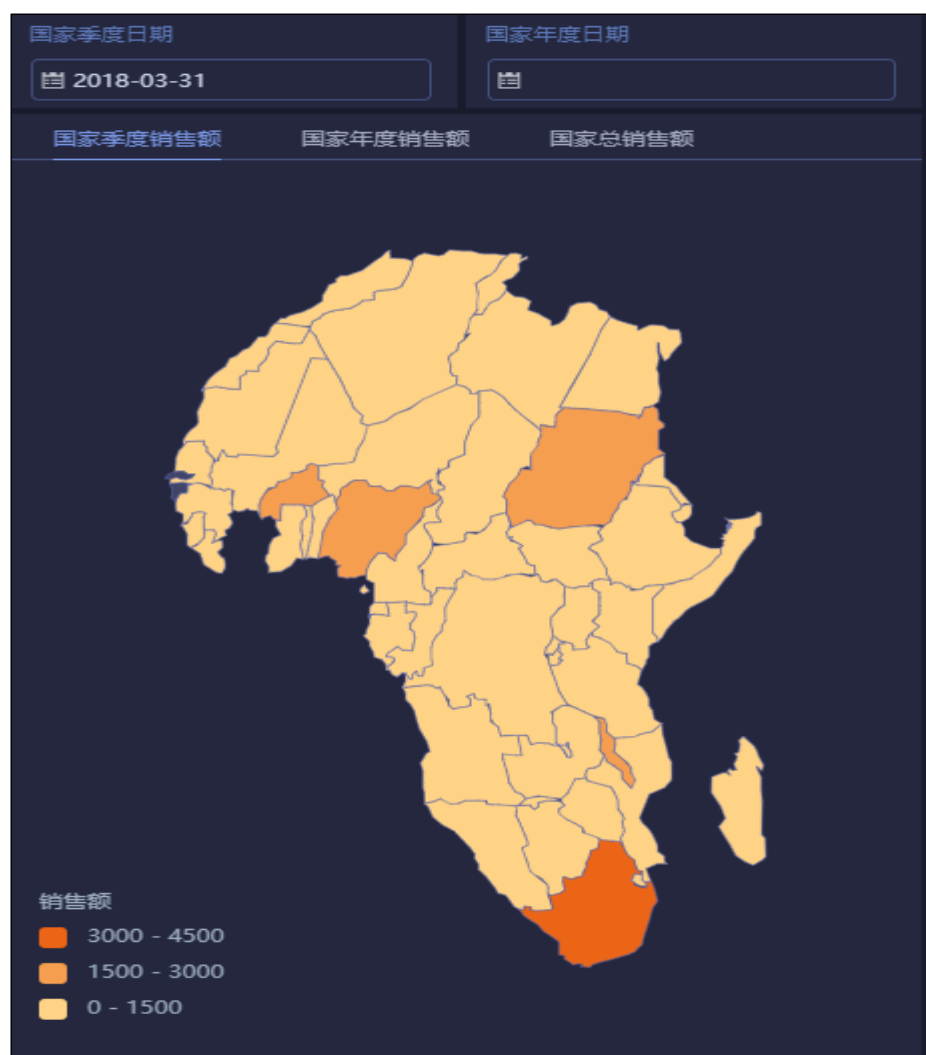 国家季度日期
国家年度日期
2018-03-31
国家季度销售额
国家年度销售额
国家总销售额
销售额
3000 - 4500
1500 - 3000
0 - 1500